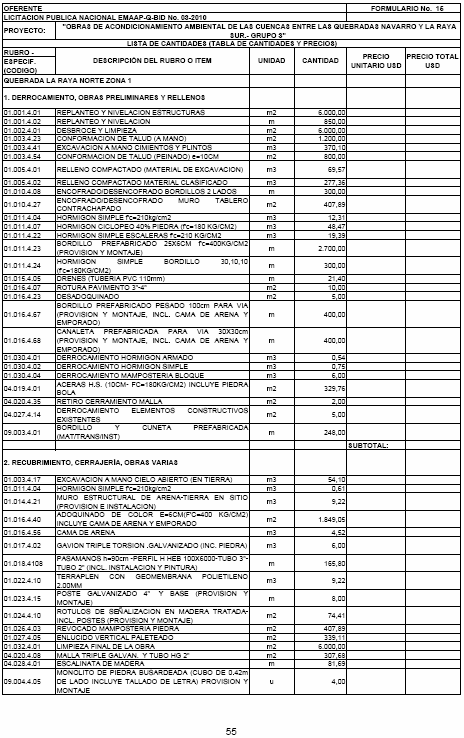 OFERENTE FORMULARIO No. 15
LICITACION PUBLICA NACIONAL EMAAP-Q-BID No. 03-2010
PROYECTO: "OBRAS DE ACONDICIONAMIENTO AMBIENTAL DE LAS CUENCAS ENTRE LAS QUEBRADAS NAVARRO Y LA RAYA
SUR.- GRUPO 3"
LISTA DE CANTIDADES (TABLA DE CANTIDADES Y PRECIOS)
RUBRO - ESPECIF. (CODIGO) DESCRIPCIÓN DEL RUBRO O ITEM UNIDAD CANTIDAD PRECIO UNITARIO USD PRECIO TOTAL USD
QUEBRADA LA RAYA NORTE ZONA 1
1. DERROCAMIENTO, OBRAS PRELIMINARES Y RELLENOS
01.001.4.01 REPLANTEO Y NIVELACION ESTRUCTURAS m2 6.000,00
01.001.4.02 REPLANTEO Y NIVELACION m 850,00
01.002.4.01 DESBROCE Y LIMPIEZA m2 6.000,00
01.003.4.23 CONFORMACION DE TALUD (A MANO) m2 1.200,00
01.003.4.41 EXCAVACION A MANO CIMIENTOS Y PLINTOS m3 370,10
01.003.4.54 CONFORMACION DE TALUD (PEINADO) e=10CM m2 800,00
01.005.4.01 RELLENO COMPACTADO (MATERIAL DE EXCAVACION) m3 69,57
01.005.4.02 RELLENO COMPACTADO MATERIAL CLASIFICADO m3 277,36
01.010.4.08 ENCOFRADO/DESENCOFRADO BORDILLOS 2 LADOS m 300,00
01.010.4.27 ENCOFRADO/DESENCOFRADO MURO TABLERO
CONTRACHAPADO m2 407,89
01.011.4.04 HORMIGON SIMPLE fc=210kg/cm2 m3 12,31
01.011.4.07 HORMIGON CICLOPEO 40% PIEDRA (fc=180 KG/CM2) m3 48,47
01.011.4.22 HORMIGON SIMPLE ESCALERAS fc=210 KG/CM2 m3 19,39
01.011.4.23 BORDILLO PREFABRICADO 25X6CM fc=400KG/CM2
(PROVISION Y MONTAJE) m 2.700,00
01.011.4.24 HORMIGON SIMPLE BORDILLO 30,10,10
(fc=180KG/CM2) m 300,00
01.015.4.05 DRENES (TUBERIA PVC 110mm) m 21,40
01.016.4.07 ROTURA PAVIMENTO 3"-4" m2 10,00
01.016.4.23 DESADOQUINADO m2 5,00
01.016.4.67 BORDILLO PREFABRICADO PESADO 100cm PARA VIA
(PROVISION Y MONTAJE, INCL. CAMA DE ARENA Y
EMPORADO) m 400,00
01.016.4.68 CANALETA PREFABRICADA PARA VIA 30X30cm
(PROVISION Y MONTAJE, INCL. CAMA DE ARENA Y
EMPORADO) m 400,00
01.030.4.01 DERROCAMIENTO HORMIGON ARMADO m3 0,54
01.030.4.02 DERROCAMIENTO HORMIGON SIMPLE m3 0,75
01.030.4.04 DERROCAMIENTO MAMPOSTERIA BLOQUE m3 6,00
04.019.4.01 ACERAS H.S. (10CM- FC=180KG/CM2) INCLUYE PIEDRA
BOLA m2 329,76
04.020.4.35 RETIRO CERRAMIENTO MALLA m2 2,00
04.027.4.14 DERROCAMIENTO ELEMENTOS CONSTRUCTIVOS
EXISTENTES m2 5,00
09.003.4.01 BORDILLO Y CUNETA PREFABRICADA
(MAT/TRANS/INST) m 248,00
SUBTOTAL:
2. RECUBRIMIENTO, CERRAJERÍA, OBRAS VARIAS
01.003.4.17 EXCAVACION A MANO CIELO ABIERTO (EN TIERRA) m3 54,10
01.011.4.04 HORMIGON SIMPLE fc=210kg/cm2 m3 0,61
01.014.4.21 MURO ESTRUCTURAL DE ARENA-TIERRA EN SITIO
(PROVISION E INSTALACION) m3 9,22
01.016.4.40 ADOQUINADO DE COLOR E=6CM(F'C=400 KG/CM2)
INCLUYE CAMA DE ARENA Y EMPORADO m2 1.849,05
01.016.4.56 CAMA DE ARENA m3 4,52
01.017.4.02 GAVION TRIPLE TORSION ,GALVANIZADO (INC. PIEDRA) m3 6,00
01.018.4108 PASAMANOS h=90cm -PERFIL H HEB 100X6000-TUBO 3"-
TUBO 2" (INCL. INSTALACION Y PINTURA) m 165,80
01.022.4.10 TERRAPLEN CON GEOMEMBRANA POLIETILENO
2.00MM m3 9,22
01.023.4.15 POSTE GALVANIZADO 4" Y BASE (PROVISION Y
MONTAJE) m 8,00
01.024.4.10 ROTULOS DE SEÑALIZACION EN MADERA TRATADA-
INCL. POSTES (PROVISION Y MONTAJE) m2 74,41
01.026.4.03 REVOCADO MAMPOSTERIA PIEDRA m2 407,89
01.027.4.05 ENLUCIDO VERTICAL PALETEADO m2 339,11
01.032.4.01 LIMPIEZA FINAL DE LA OBRA m2 6.000,00
04.020.4.08 MALLA TRIPLE GALVAN. Y TUBO HG 2" m2 307,68
04.028.4.01 ESCALINATA DE MADERA m 81,69
09.004.4.05 MONOLITO DE PIEDRA BUSARDEADA (CUBO DE 0.42m
DE LADO INCLUYE TALLADO DE LETRA) PROVISION Y
MONTAJE u 4,00
55